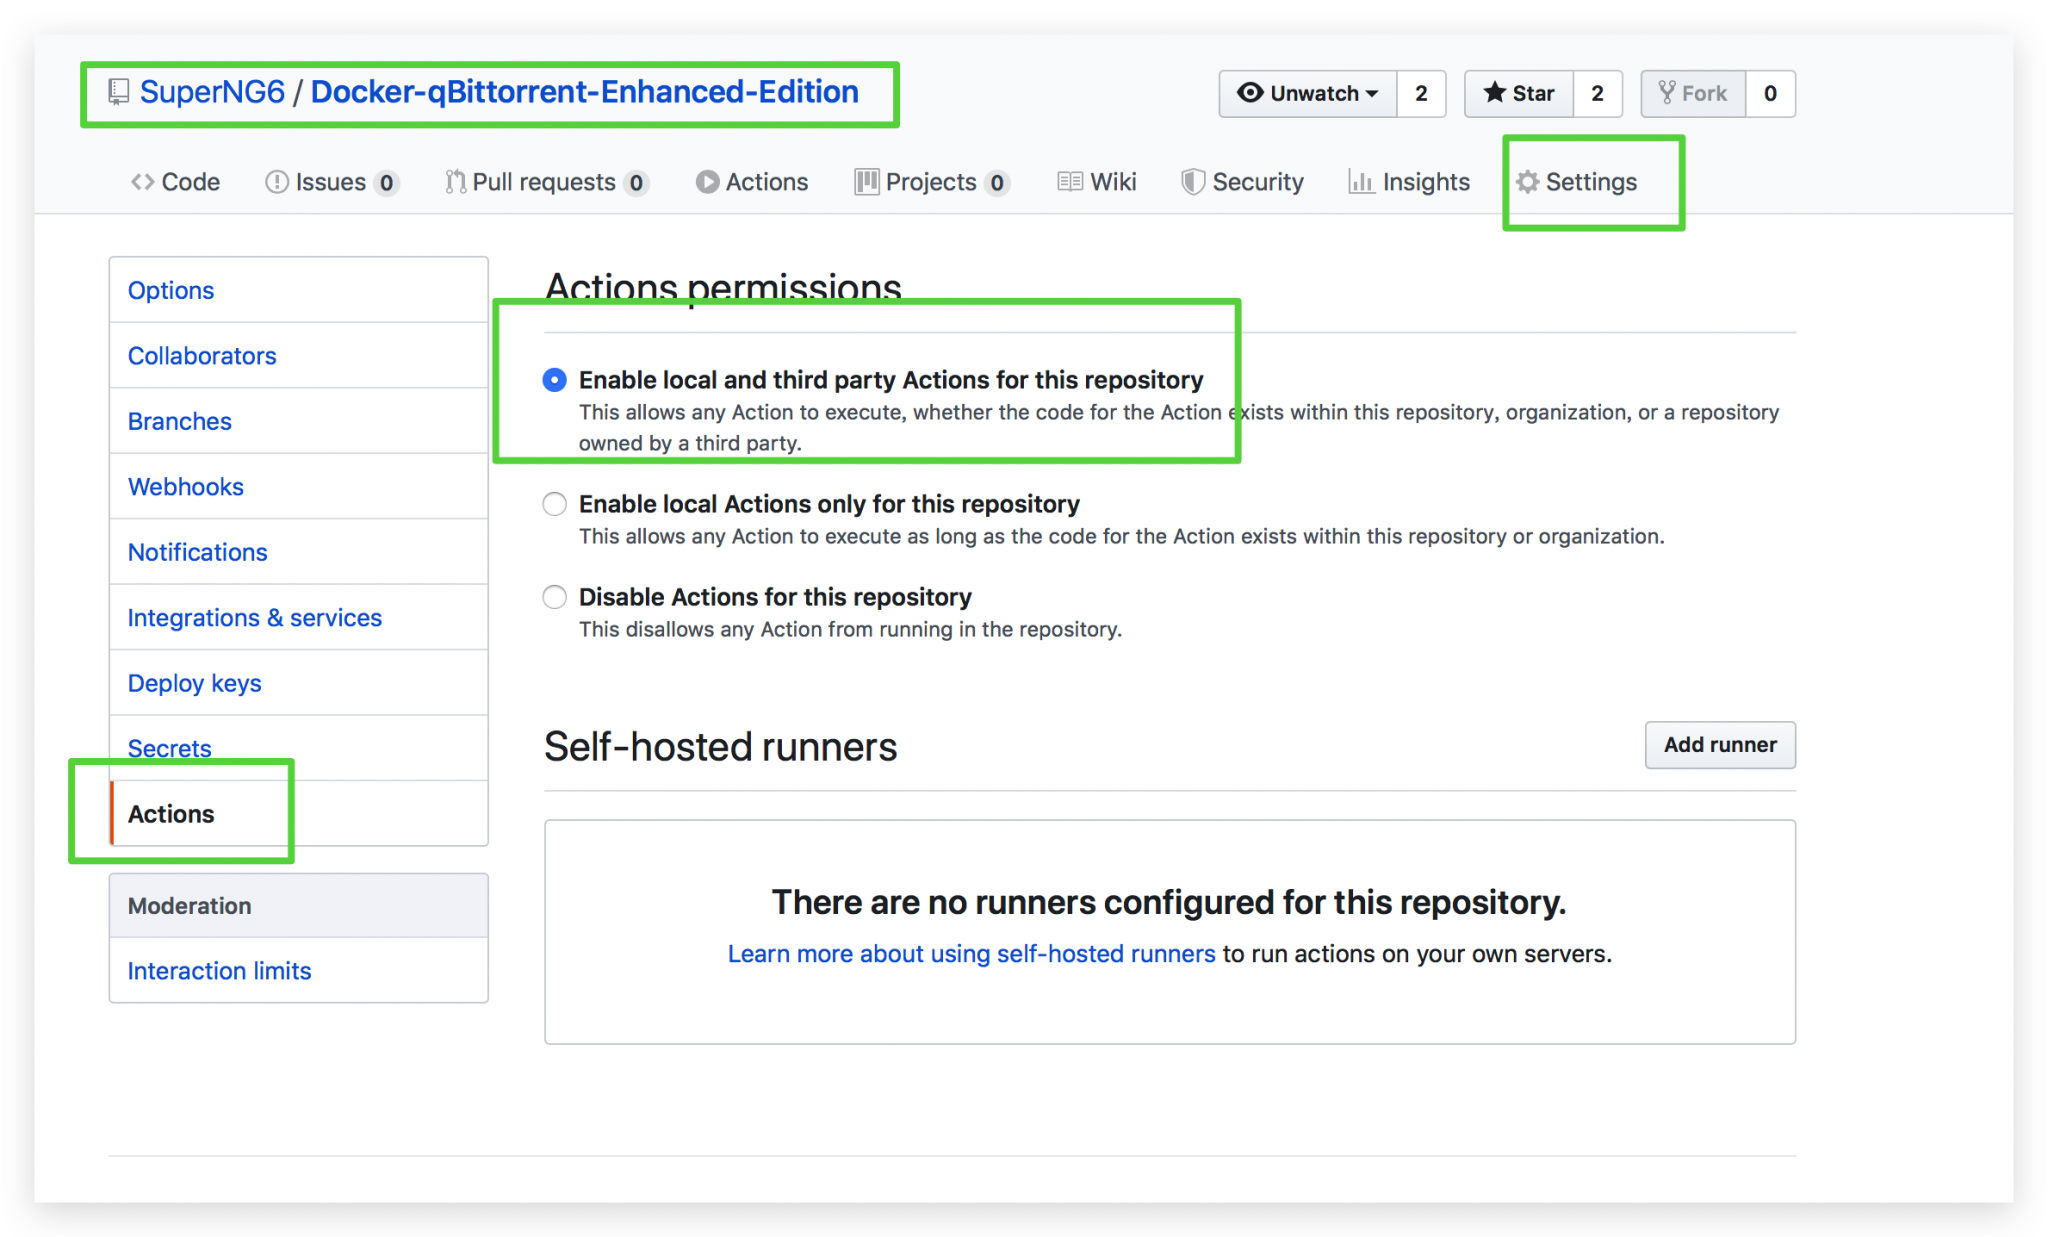 SuperNG6 / Docker-qBittorrent-Enhanced-Edition
Unwatch 2 Star 2 Fork 0
Code Issues 0 Pull requests 0 Actions Projects 0 Wiki Security Insights Settings
Options
Collaborators
Branches
Webhooks
Notifications
Integrations & services
Deploy keys
Secrets
Actions
Moderation
Interaction limits
Actions permissions
Enable local and third party Actions for this repository
This allows any Action to execute, whether the code for the Action exists within this repository, organization, or a repository
owned by a third party.
Enable local Actions only for this repository
This allows any Action to execute as long as the code for the Action exists within this repository or organization.
Disable Actions for this repository
This disallows any Action from running in the repository.
Self-hosted runners
Add runner
There are no runners configured for this repository.
Learn more about using self-hosted runners to run actions on your own servers.